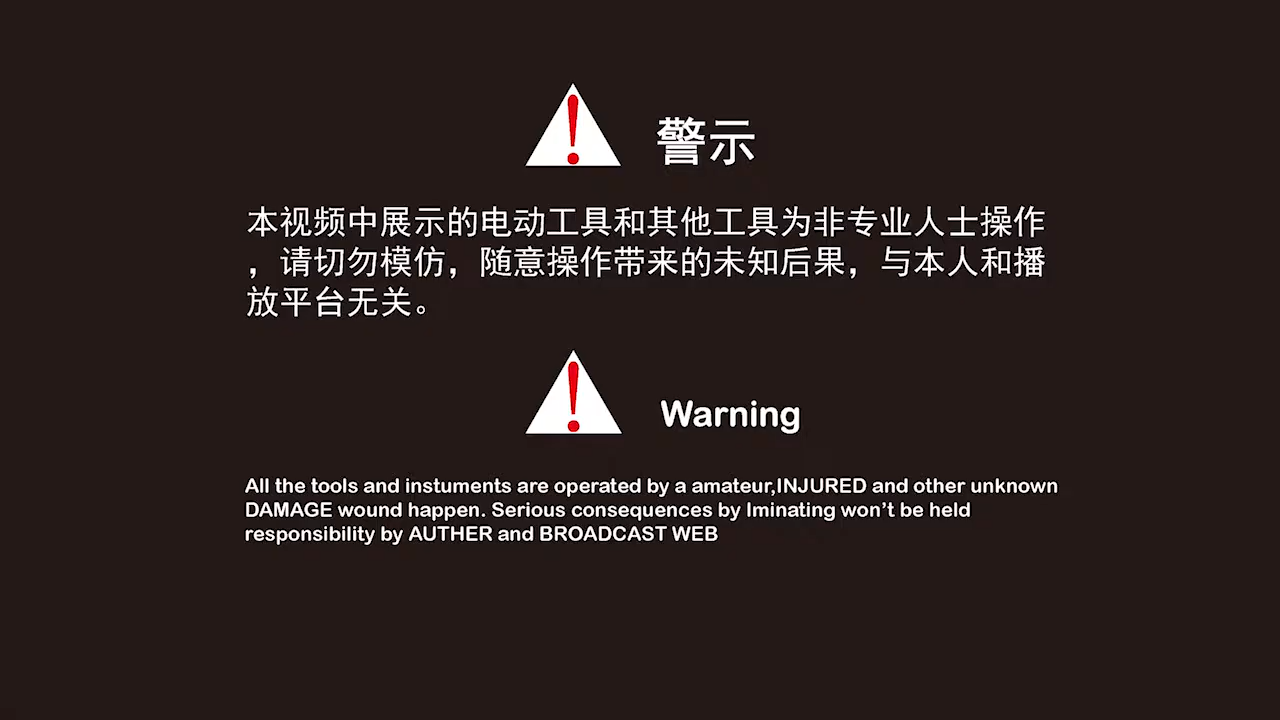 警示
本视频中展示的电动工具和其他工具为非专业人士操作
，请切勿模仿，随意操作带来的未知后果，与本人和播
放平台无关。
Warning
All the tools and instuments are operated by a amateur,INJURED and other unknown
DAMAGE wound happen. Serious consequences by Iminating won’t be held
responsibility by AUTHER and BROADCAST WEB